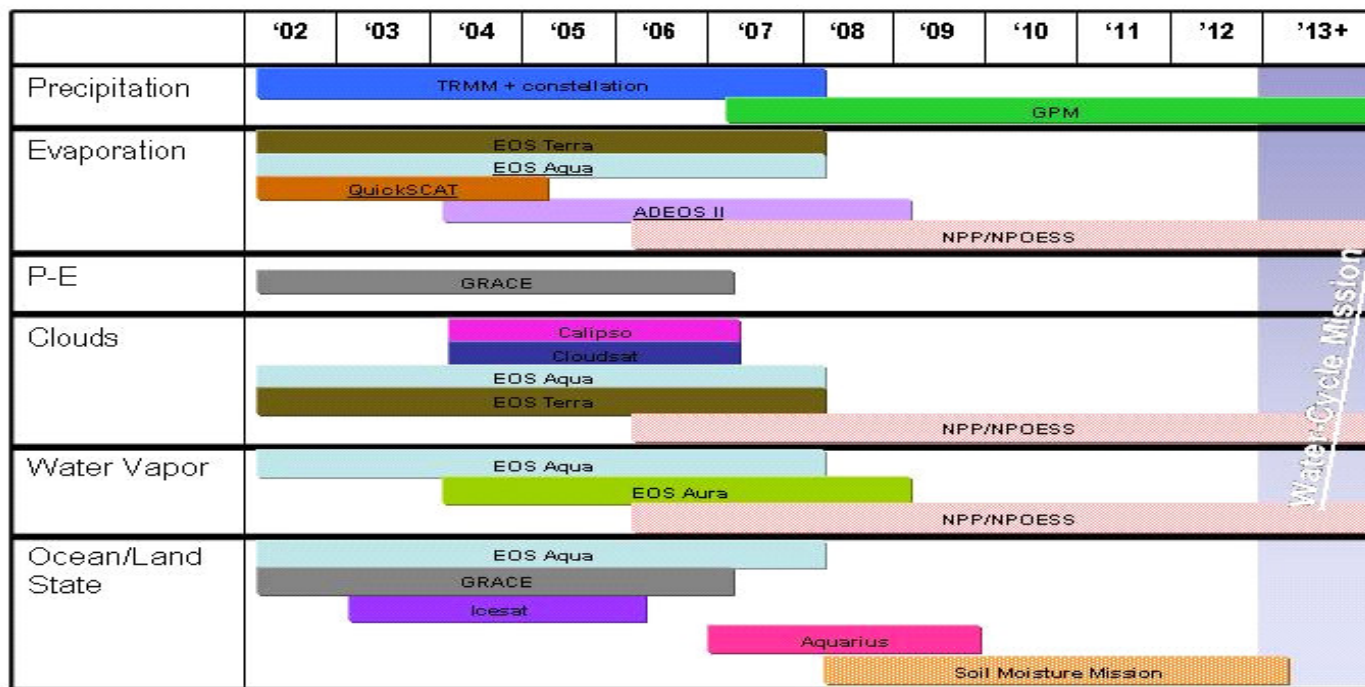 ‘02 ‘03 ‘04 ‘05 ‘06 ‘07 ‘08 ‘09 ‘10 ‘11 ’12 ’13+
Precipitation
TRMM + constellation
GPM
Evaporation
EOS Terra
EOS Aqua
QuickSCAT
ADEOS II
NPP/NPOESS
P-E
GRACE
Clouds
Calipso
Cloudsat
EOS Aqua
EOS Terra
NPP/NPOESS
Water Vapor
EOS Aqua
EOS Aura
NPP/NPOESS
Ocean/Land
State
EOS Aqua
GRACE
Icesat
Aquarius
Soil Moisture Mission
Water-Cycle Mission